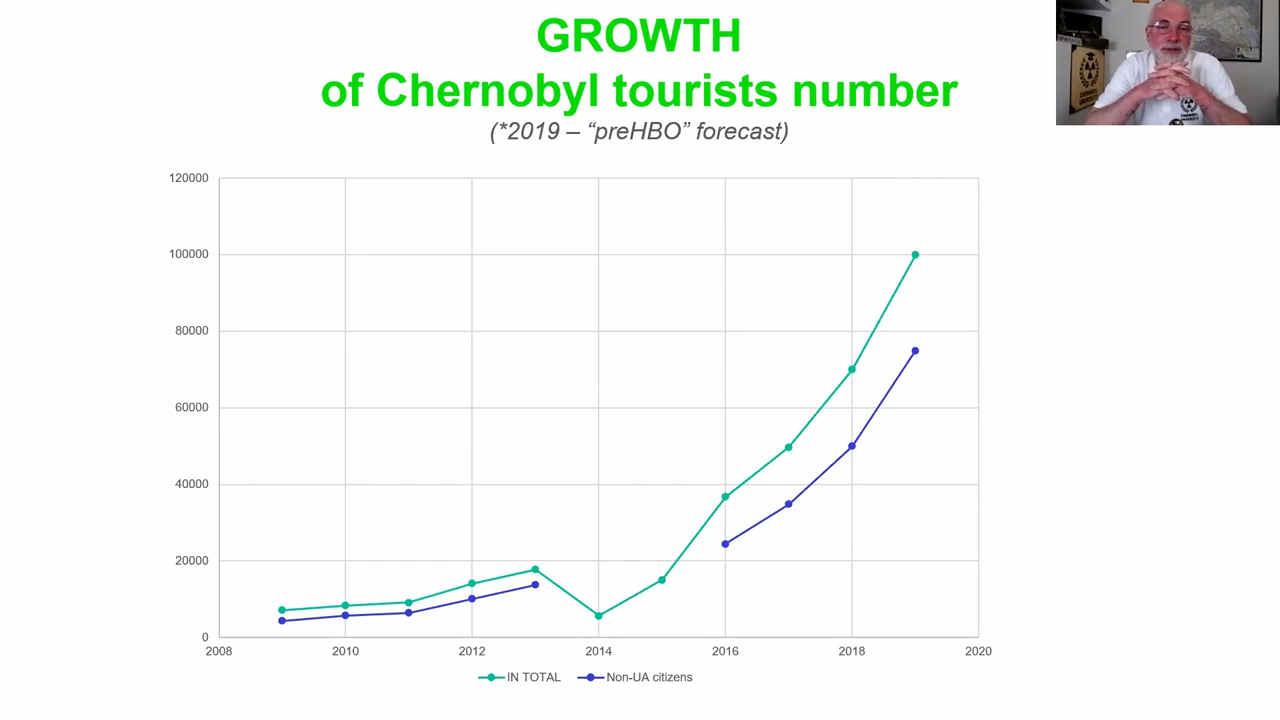 GROWTH
of Chernobyl tourists number
(*2019 – “preHBO” forecast)
120000
100000
80000
60000
40000
20000
0
2008 2010 2012 2014 2016 2018 2020
IN TOTAL Non-UA citizens